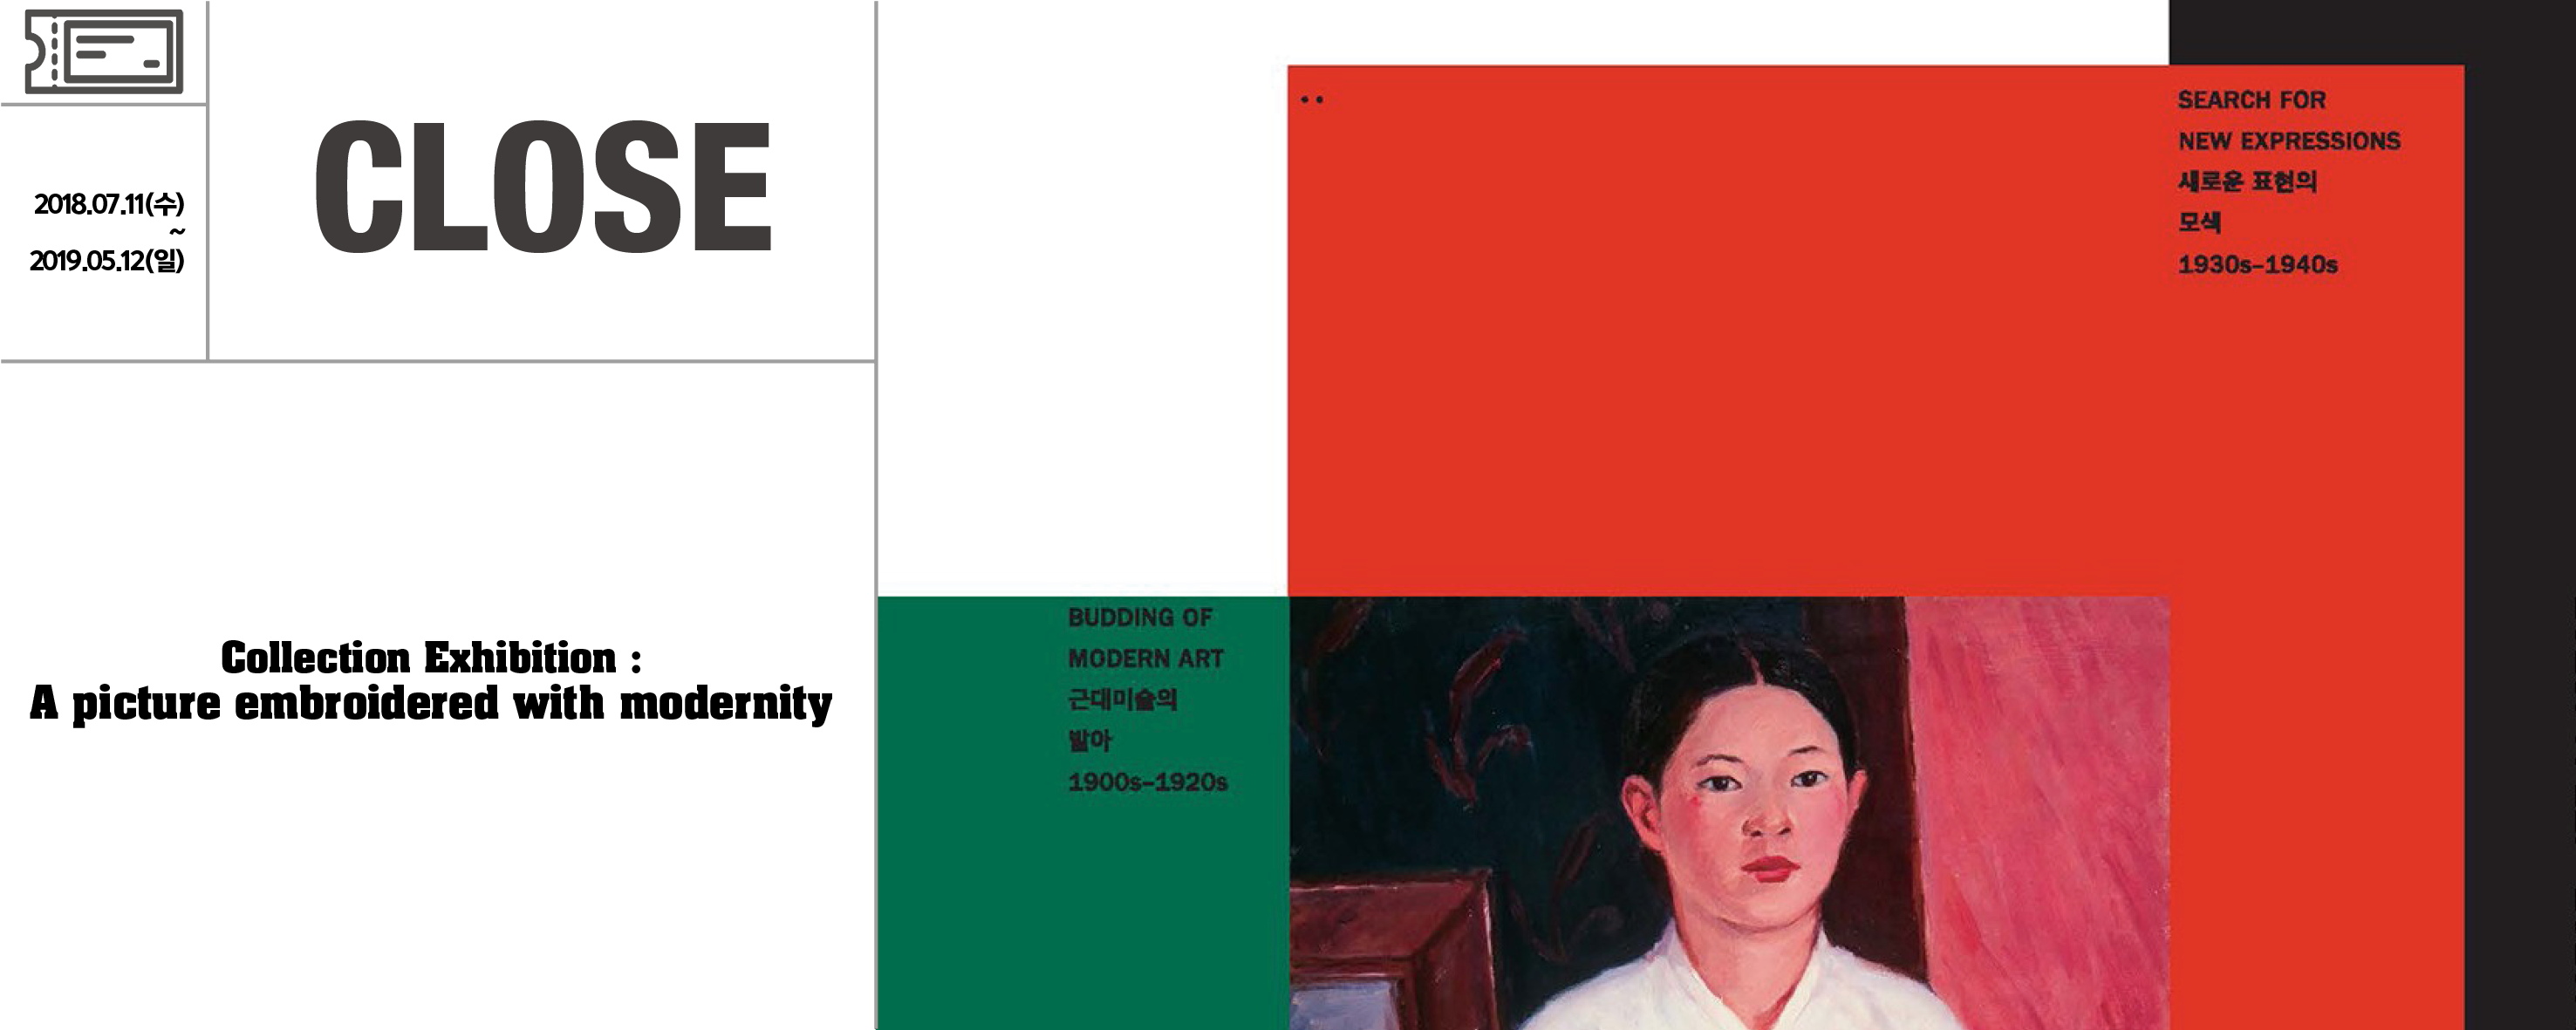 2018.07.11(수)
~
2019.05.12(일)
CLOSE
Collection Exhibition :
A picture embroidered with modernity
SEARCH FOR
NEW EXPRESSIONS
새로운 표현의
모색
1930s–1940s
BUDDING OF
MODERN ART
근대미술의
발아
1900s–1920s